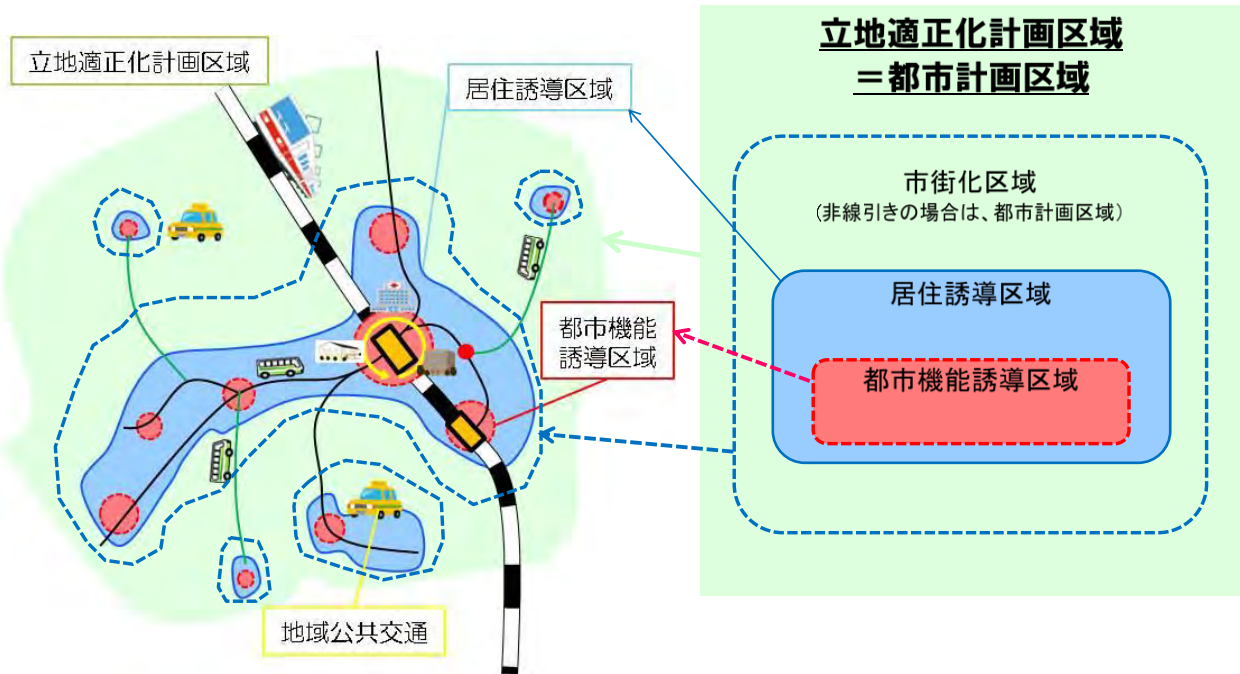 立地適正化計画区域
居住誘導区域
都市機能
誘導区域
地域公共交通
立地適正化計画区域
＝都市計画区域
市街化区域
(非線引きの場合は、都市計画区域)
居住誘導区域
都市機能誘導区域